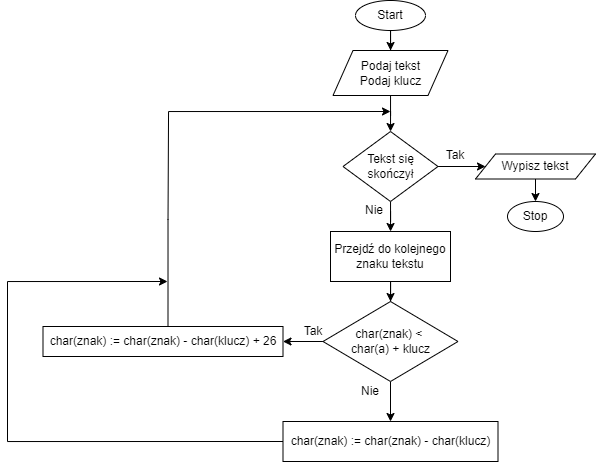 Start
Podaj tekst
Podaj klucz
Tekst się
skończył
Tak
Wypisz tekst
Stop
Nie
Przejdź do kolejnego
znaku tekstu
char(znak) <
char(a) + klucz
Tak
char(znak) := char(znak) - char(klucz) + 26
Nie
char(znak) := char(znak) - char(klucz)